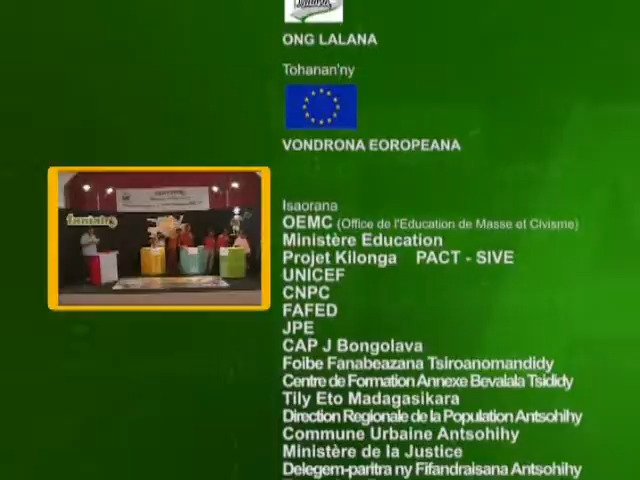 ONG LALANA
Tohanan'ny
VONDRONA EOROPEANA
Isaorana
OEMC (Office de l'Education de Masse et Civisme)
Ministère Education
Projet Kilonga PACT - SIVE
UNICEF
CNPC
FAFED
JPE
CAP J Bongolava
Foibe Fanabeazana Tsiroanomandidy
Centre de Formation Annexe Bevalala Tsididy
Tily Eto Madagasikara
Direction Regionale de la Population Antsohihy
Commune Urbaine Antsohihy
Ministère de la Justice
Delegem-paritra ny Fifandraisana Antsohihy